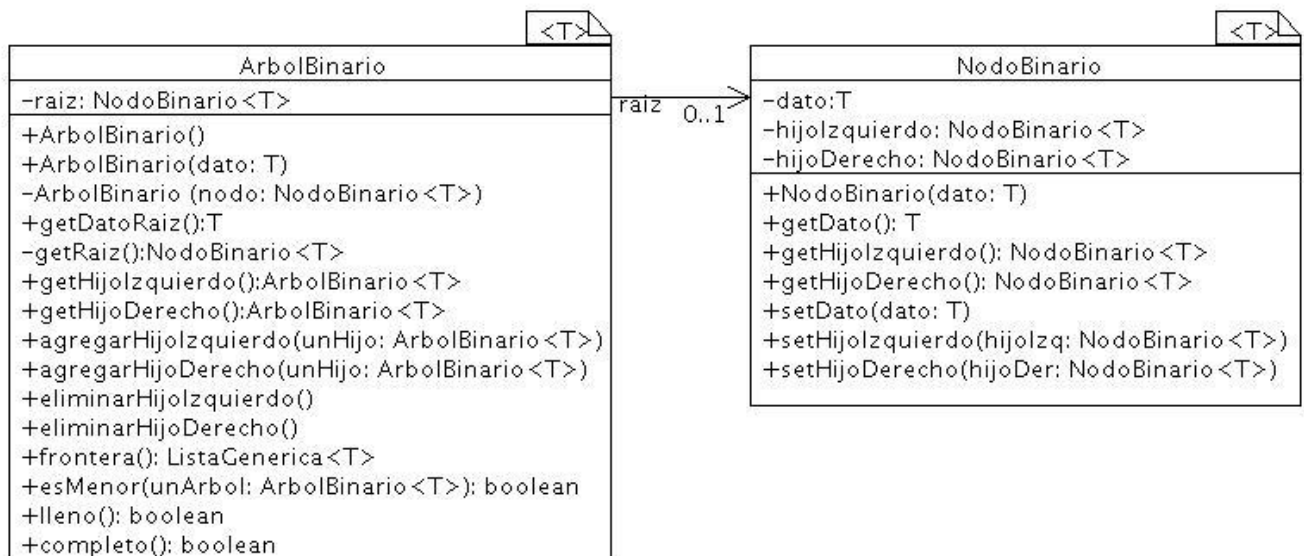 <T>
ArbolBinario
-raiz: NodoBinario<T>
+ArbolBinario()
+ArbolBinario(dato: T)
-ArbolBinario (nodo: NodoBinario<T>)
+getDatoRaiz():T
-getRaiz():NodoBinario<T>
+getHijoIzquierdo():ArbolBinario<T>
+getHijoDerecho():ArbolBinario<T>
+agregarHijoIzquierdo(unHijo: ArbolBinario<T>)
+agregarHijoDerecho(unHijo: ArbolBinario<T>)
+eliminarHijoIzquierdo()
+eliminarHijoDerecho()
+frontera(): ListaGenerica<T>
+esMenor(unArbol: ArbolBinario<T>): boolean
+lleno(): boolean
+completo(): boolean
raiz 0..1
<T>
NodoBinario
-dato:T
-hijoIzquierdo: NodoBinario<T>
-hijoDerecho: NodoBinario<T>
+NodoBinario(dato: T)
+getDato(): T
+getHijoIzquierdo(): NodoBinario<T>
+getHijoDerecho(): NodoBinario<T>
+setDato(dato: T)
+setHijoIzquierdo(hijoIzq: NodoBinario<T>)
+setHijoDerecho(hijoDer: NodoBinario<T>)